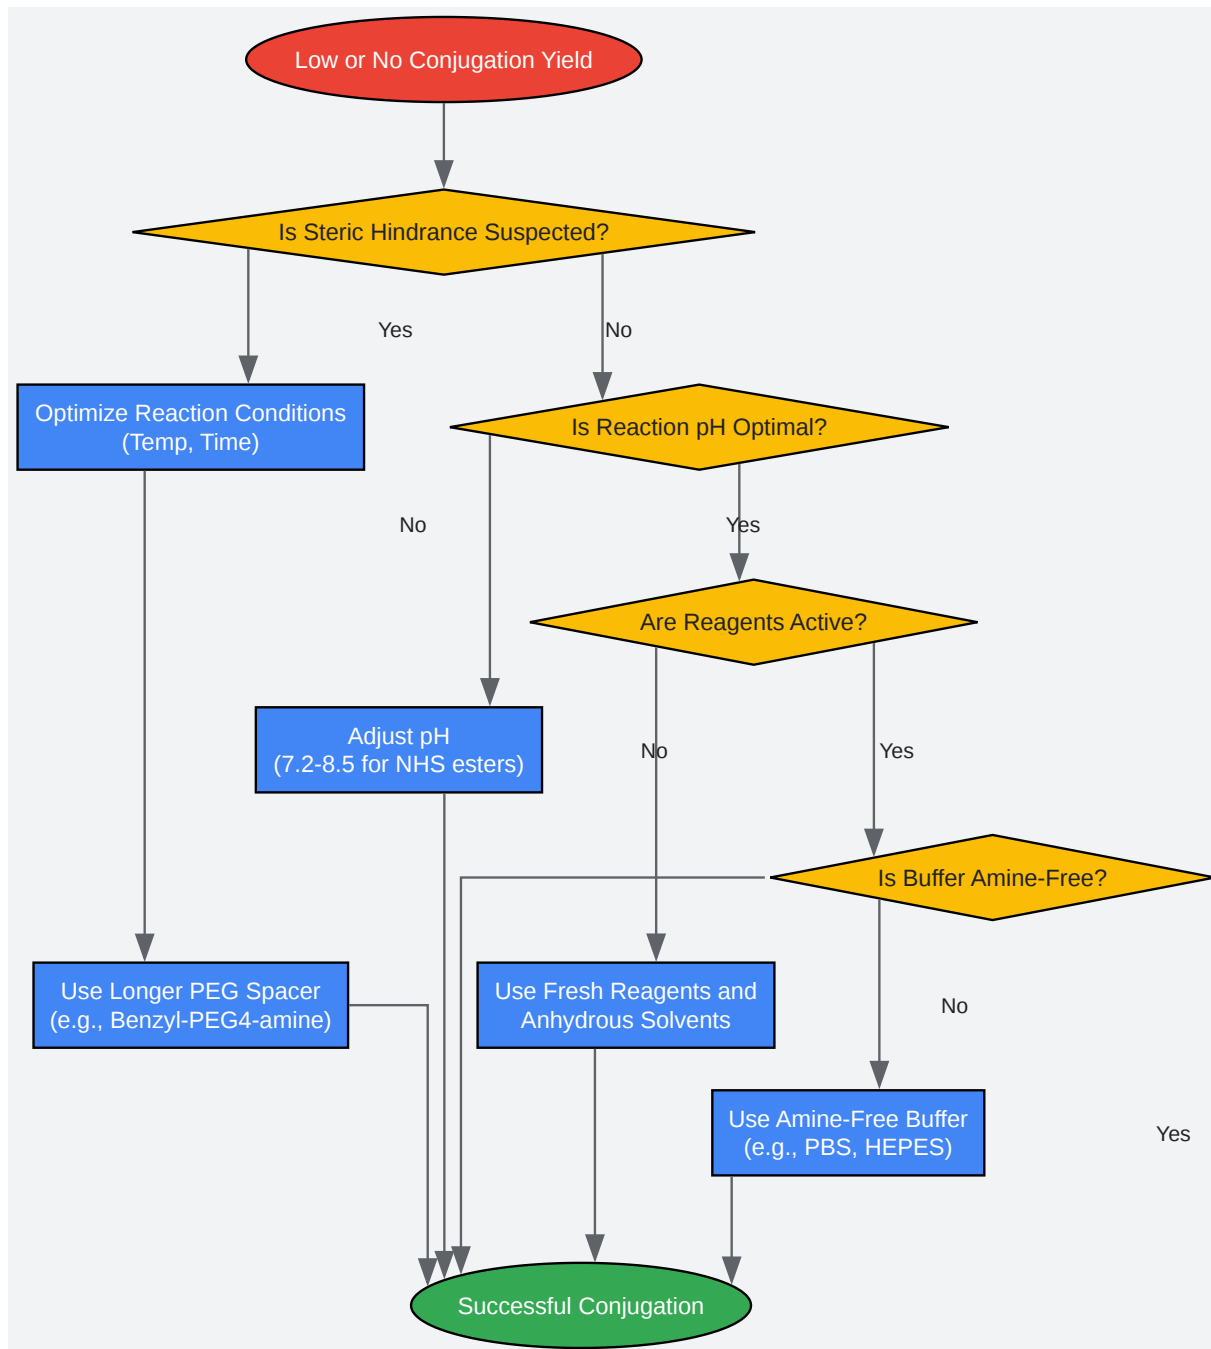 Low or No Conjugation Yield
Is Steric Hindrance Suspected?
Yes
No
Optimize Reaction Conditions
(Temp, Time)
Is Reaction pH Optimal?
No
Yes
Are Reagents Active?
Adjust pH
(7.2-8.5 for NHS esters)
No
Yes
Is Buffer Amine-Free?
Use Longer PEG Spacer
(e.g., Benzyl-PEG4-amine)
Use Fresh Reagents and
Anhydrous Solvents
No
Use Amine-Free Buffer
(e.g., PBS, HEPES)
Yes
Successful Conjugation